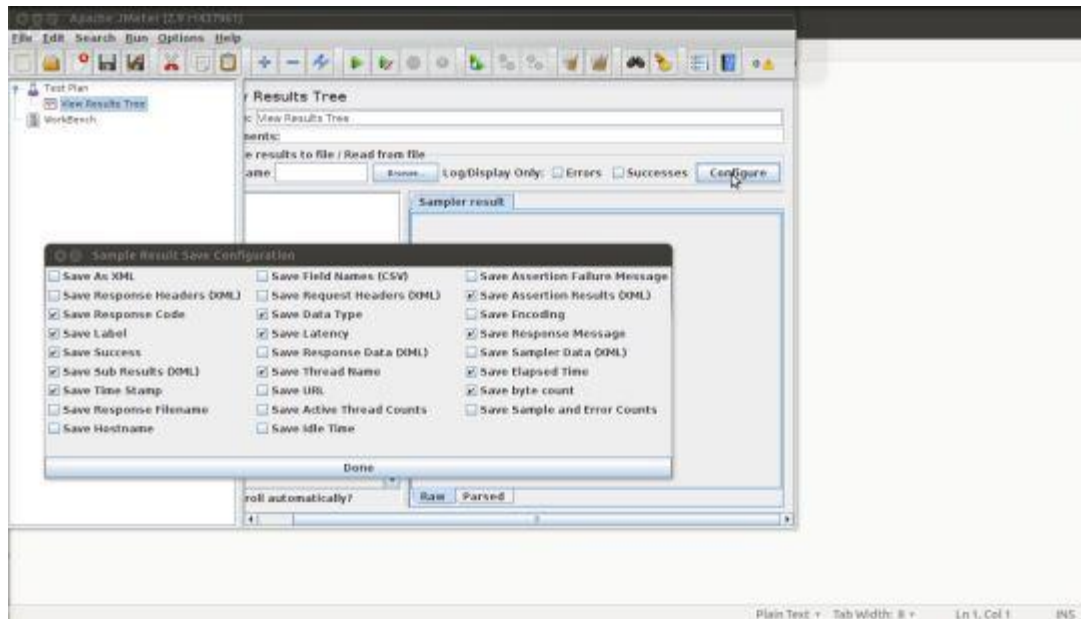 Apache JMeter (2.9 r1437961)
File Edit Search Run Options Help
Test Plan
View Results Tree
WorkBench
r Results Tree
e: View Results Tree
ments:
e results to file / Read from file
ame Browse... Log/Display Only: Errors Successes Configure
Sampler result
Sample Result Save Configuration
Save As XML Save Field Names (CSV) Save Assertion Failure Message
Save Response Headers (XML) Save Request Headers (XML) Save Assertion Results (XML)
Save Response Code Save Data Type Save Encoding
Save Label Save Latency Save Response Message
Save Success Save Response Data (XML) Save Sampler Data (XML)
Save Sub Results (XML) Save Thread Name Save Elapsed Time
Save Time Stamp Save URL Save byte count
Save Response Filename Save Active Thread Counts Save Sample and Error Counts
Save Hostname Save Idle Time
Done
roll automatically?
Raw Parsed
Plain Text Tab Width: 8 Ln 1, Col 1 INS